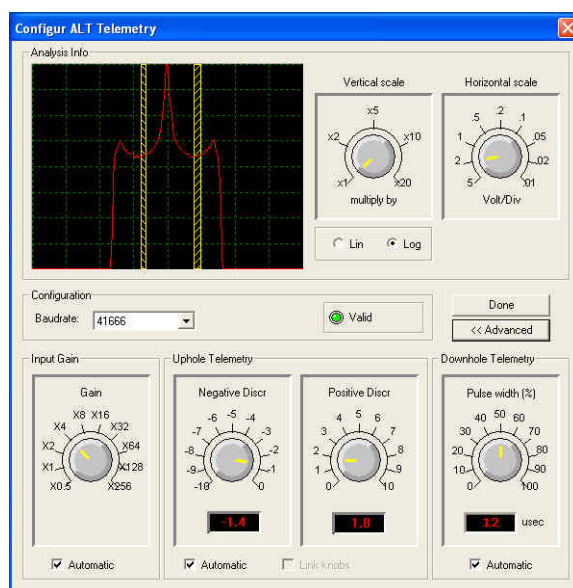 Configur ALT Telemetry
Analysis Info
Vertical scale
x1
x2
x5
x10
x20
multiply by
Horizontal scale
5
2
1
.5
.2
.1
.05
.02
.01
Volt/Div
Lin
Log
Configuration
Baudrate:
41666
Valid
Done
<< Advanced
Input Gain
Gain
X0.5
X1
X2
X4
X8
X16
X32
X64
X128
X256
Automatic
Uphole Telemetry
Negative Discr
-10
-9
-8
-7
-6
-5
-4
-3
-2
-1
0
-1.4
Automatic
Positive Discr
0
1
2
3
4
5
6
7
8
9
10
1.8
Link knobs
Downhole Telemetry
Pulse width (%)
0
10
20
30
40
50
60
70
80
90
100
12 usec
Automatic